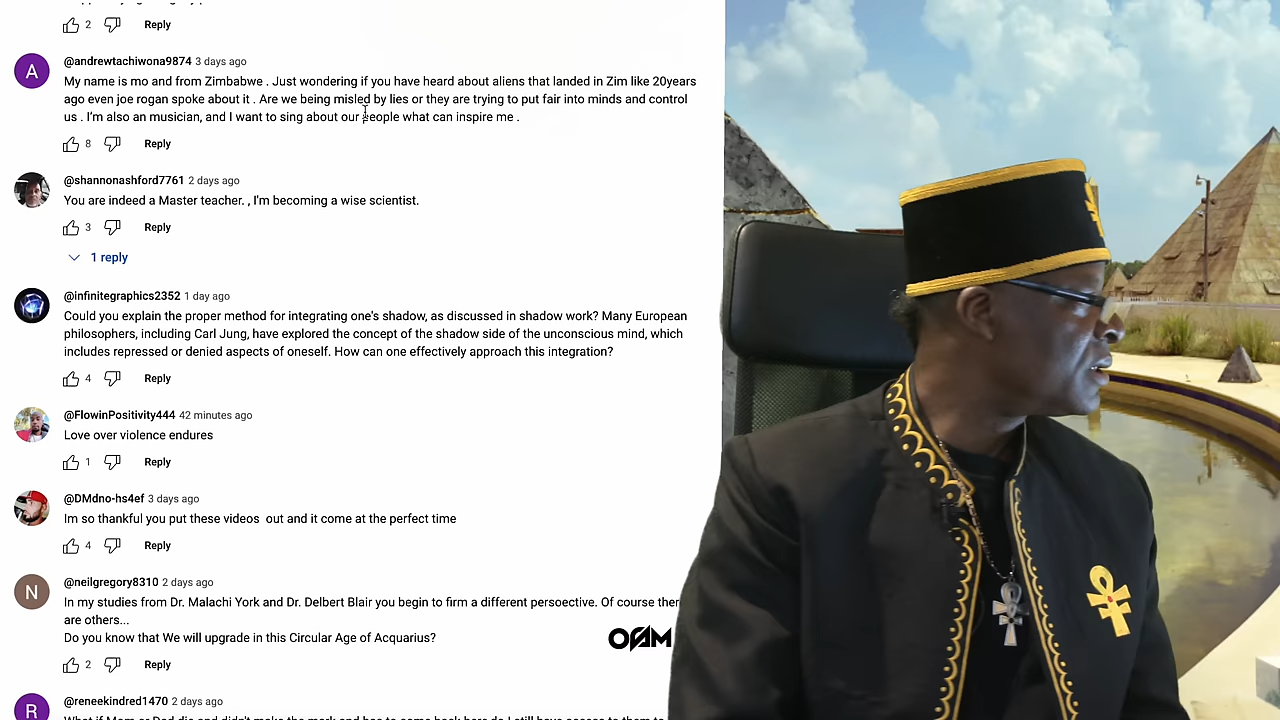 2 Reply
@andrewtachiwona9874 3 days ago
A
My name is mo and from Zimbabwe . Just wondering if you have heard about aliens that landed in Zim like 20years
ago even joe rogan spoke about it . Are we being misled by lies or they are trying to put fair into minds and control
us . I'm also an musician, and I want to sing about our people what can inspire me .
8 Reply
@shannonashford7761 2 days ago
You are indeed a Master teacher. , I'm becoming a wise scientist.
3 Reply
1 reply
@infinitegraphics2352 1 day ago
Could you explain the proper method for integrating one's shadow, as discussed in shadow work? Many European
philosophers, including Carl Jung, have explored the concept of the shadow side of the unconscious mind, which
includes repressed or denied aspects of oneself. How can one effectively approach this integration?
4 Reply
@FlowinPositivity444 42 minutes ago
Love over violence endures
1 Reply
@DMdno-hs4ef 3 days ago
Im so thankful you put these videos out and it come at the perfect time
4 Reply
@neilgregory8310 2 days ago
N
In my studies from Dr. Malachi York and Dr. Delbert Blair you begin to firm a different persoective. Of course ther
are others...
Do you know that We will upgrade in this Circular Age of Acquarius?
OFAM
2 Reply
@reneekindred1470 2 days ago
R